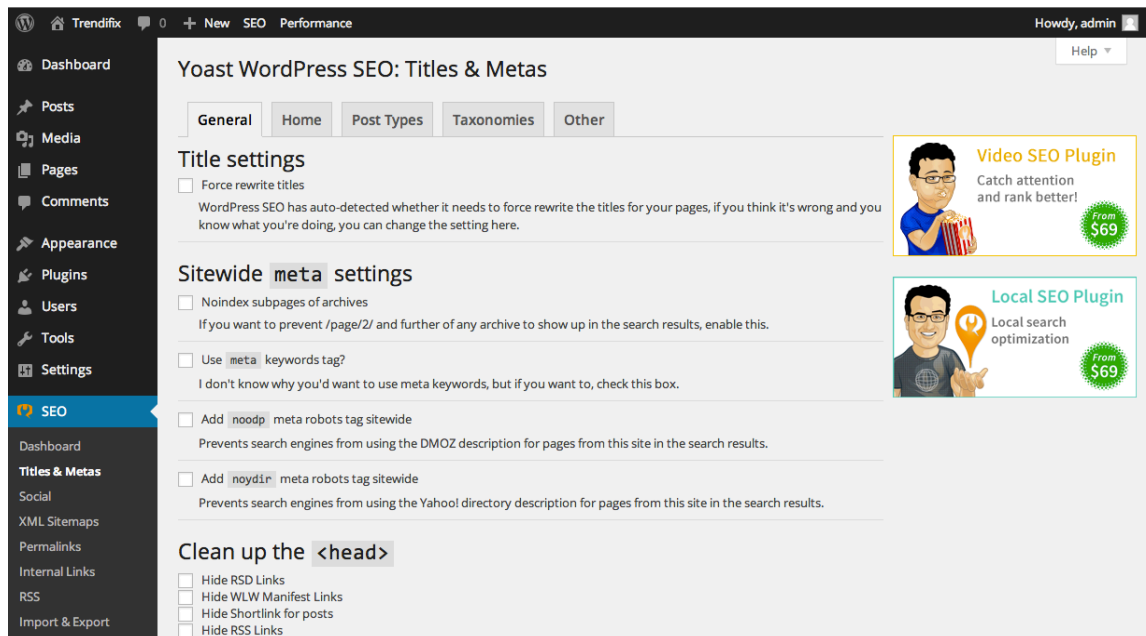 Trendifix 0 New SEO Performance Howdy, admin
Help
Dashboard
Posts
Media
Pages
Comments
Appearance
Plugins
Users
Tools
Settings
SEO
Dashboard
Titles & Metas
Social
XML Sitemaps
Permalinks
Internal Links
RSS
Import & Export
Yoast WordPress SEO: Titles & Metas
General Home Post Types Taxonomies Other
Title settings
Force rewrite titles
WordPress SEO has auto-detected whether it needs to force rewrite the titles for your pages, if you think it's wrong and you
know what you're doing, you can change the setting here.
Sitewide meta settings
Noindex subpages of archives
If you want to prevent /page/2/ and further of any archive to show up in the search results, enable this.
Use meta keywords tag?
I don't know why you'd want to use meta keywords, but if you want to, check this box.
Add noodp meta robots tag sitewide
Prevents search engines from using the DMOZ description for pages from this site in the search results.
Add noydir meta robots tag sitewide
Prevents search engines from using the Yahoo! directory description for pages from this site in the search results.
Clean up the <head>
Hide RSD Links
Hide WLW Manifest Links
Hide Shortlink for posts
Hide RSS Links
Video SEO Plugin
Catch attention
and rank better!
From
$69
Local SEO Plugin
Local search
optimization
From
$69